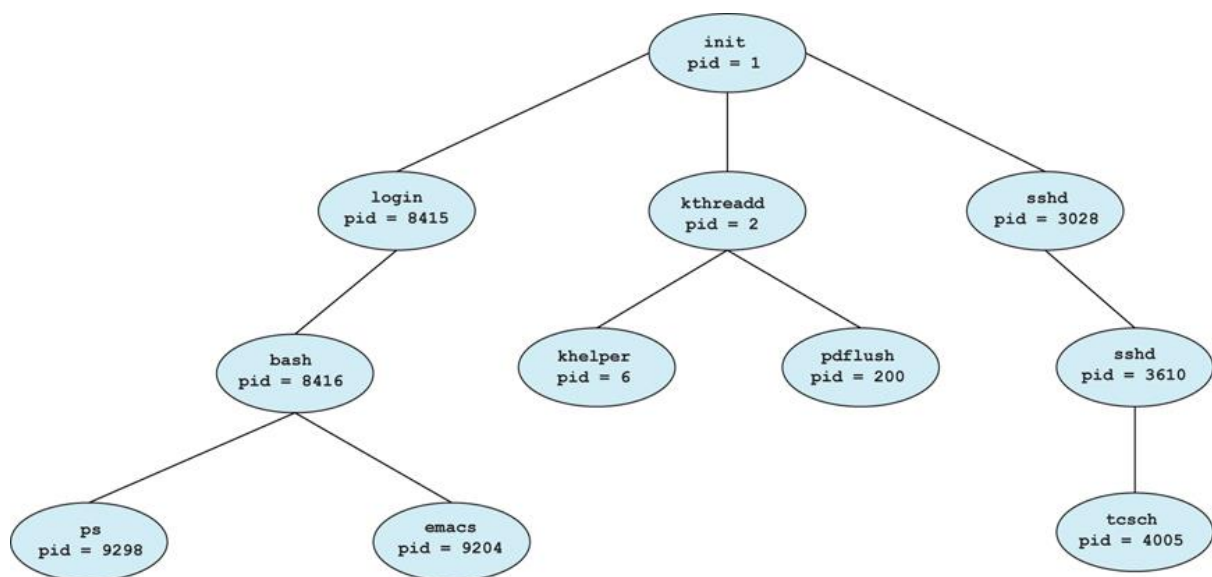 init
pid = 1
login
pid = 8415
kthreadd
pid = 2
sshd
pid = 3028
bash
pid = 8416
khelper
pid = 6
pdflush
pid = 200
sshd
pid = 3610
ps
pid = 9298
emacs
pid = 9204
tcsch
pid = 4005